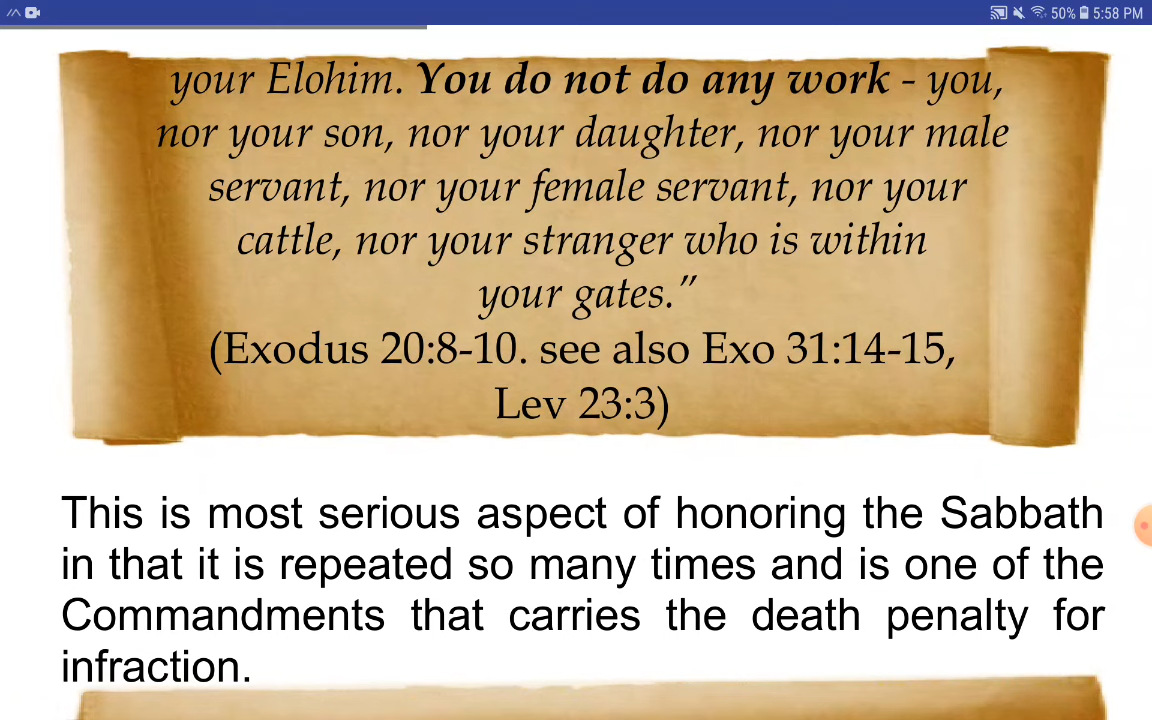 50% 5:58 PM
your Elohim. You do not do any work - you,
nor your son, nor your daughter, nor your male
servant, nor your female servant, nor your
cattle, nor your stranger who is within
your gates.”
(Exodus 20:8-10. see also Exo 31:14-15,
Lev 23:3)
This is most serious aspect of honoring the Sabbath
in that it is repeated so many times and is one of the
Commandments that carries the death penalty for
infraction.